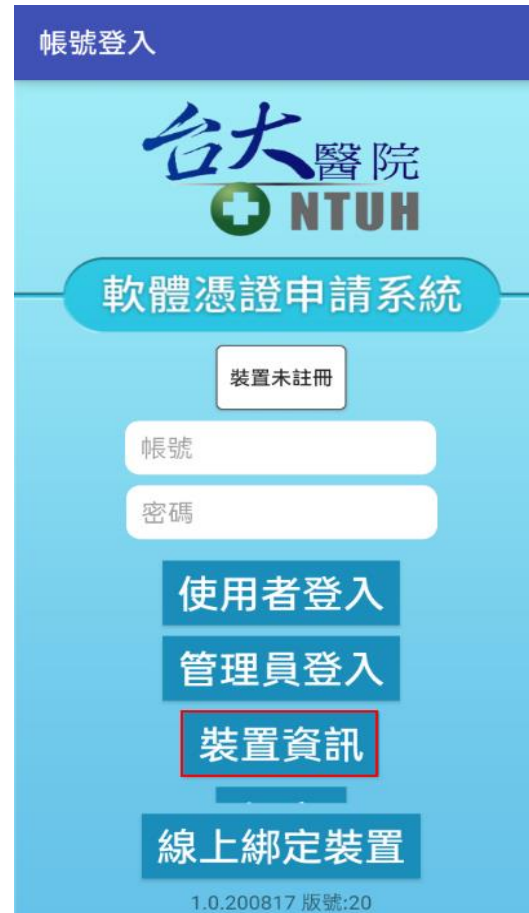 帳號登入
台大醫院
NTUH
軟體憑證申請系統
裝置未註冊
帳號
密碼
使用者登入
管理員登入
裝置資訊
線上綁定裝置
1.0.200817 版號:20